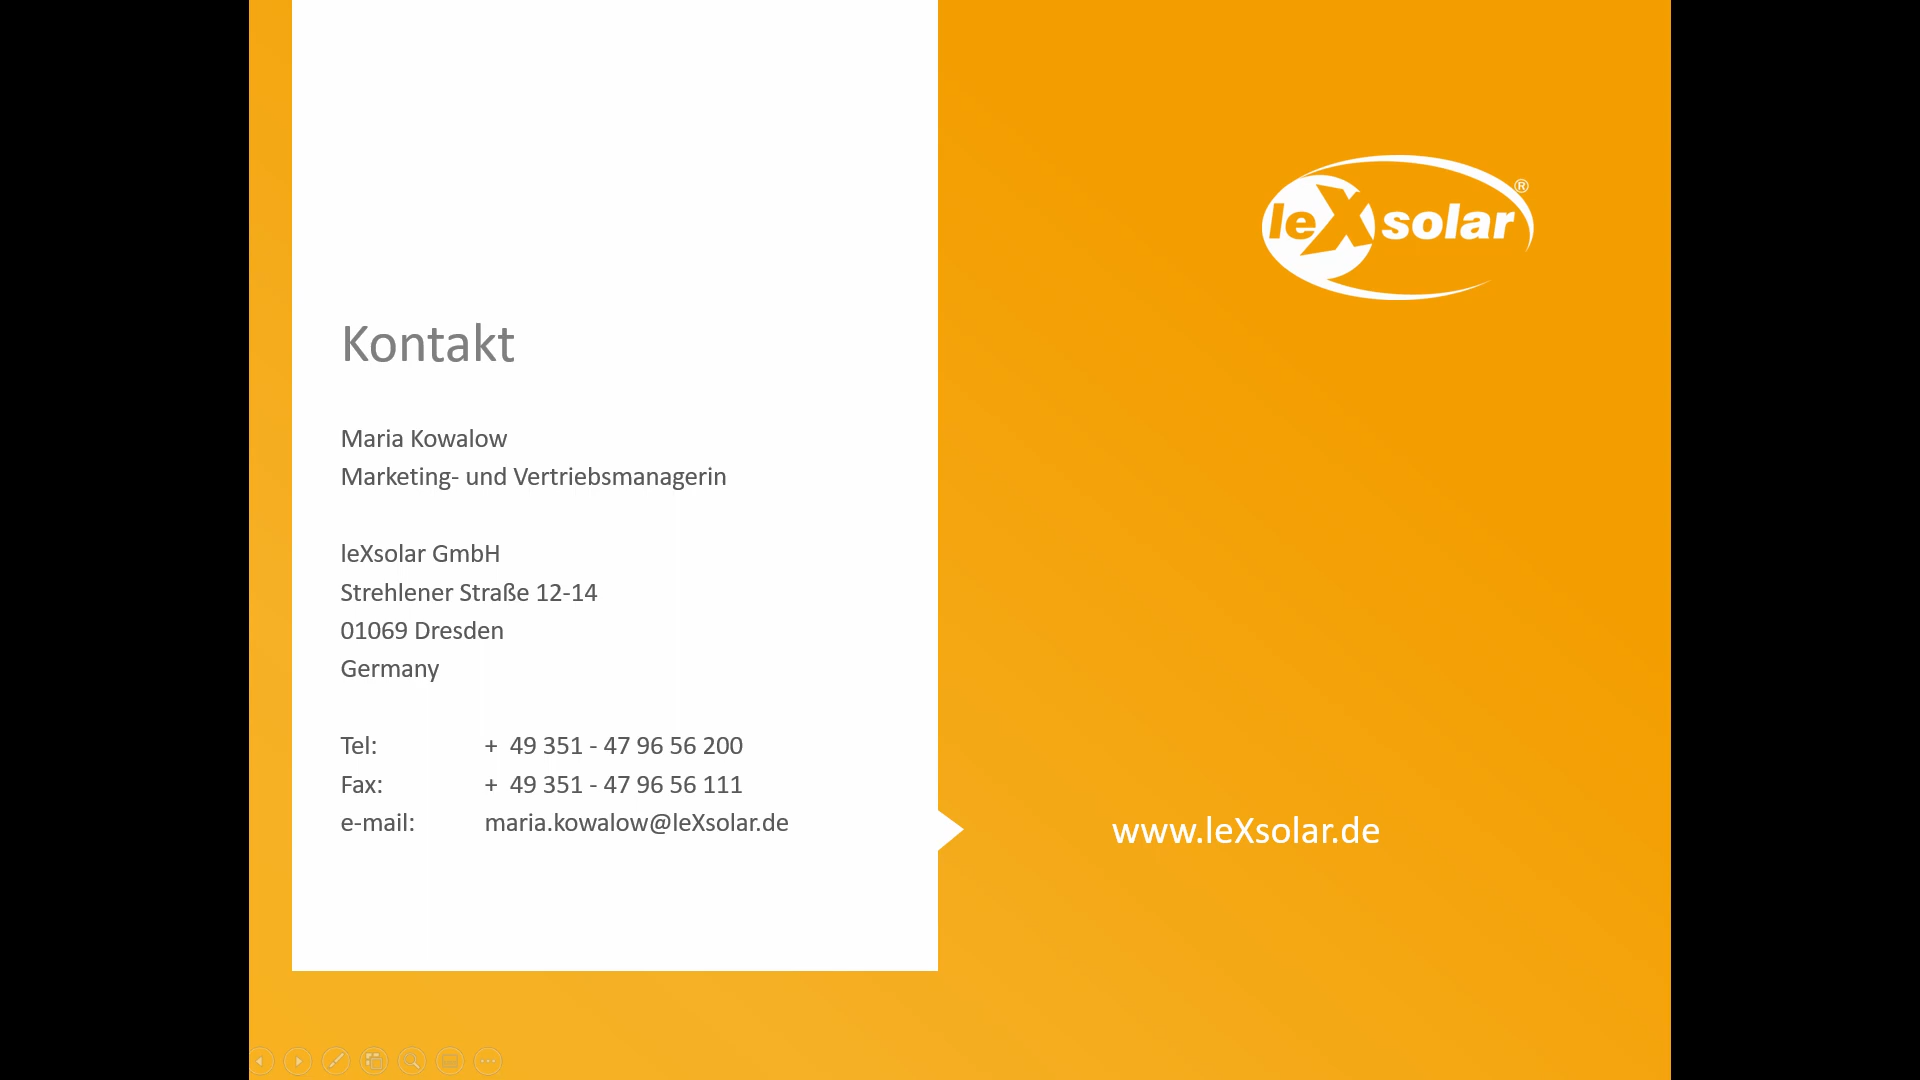 leXsolar®
Kontakt
Maria Kowalow
Marketing- und Vertriebsmanagerin
leXsolar GmbH
Strehlener Straße 12-14
01069 Dresden
Germany
Tel: + 49 351 - 47 96 56 200
Fax: + 49 351 - 47 96 56 111
e-mail: maria.kowalow@leXsolar.de
www.leXsolar.de